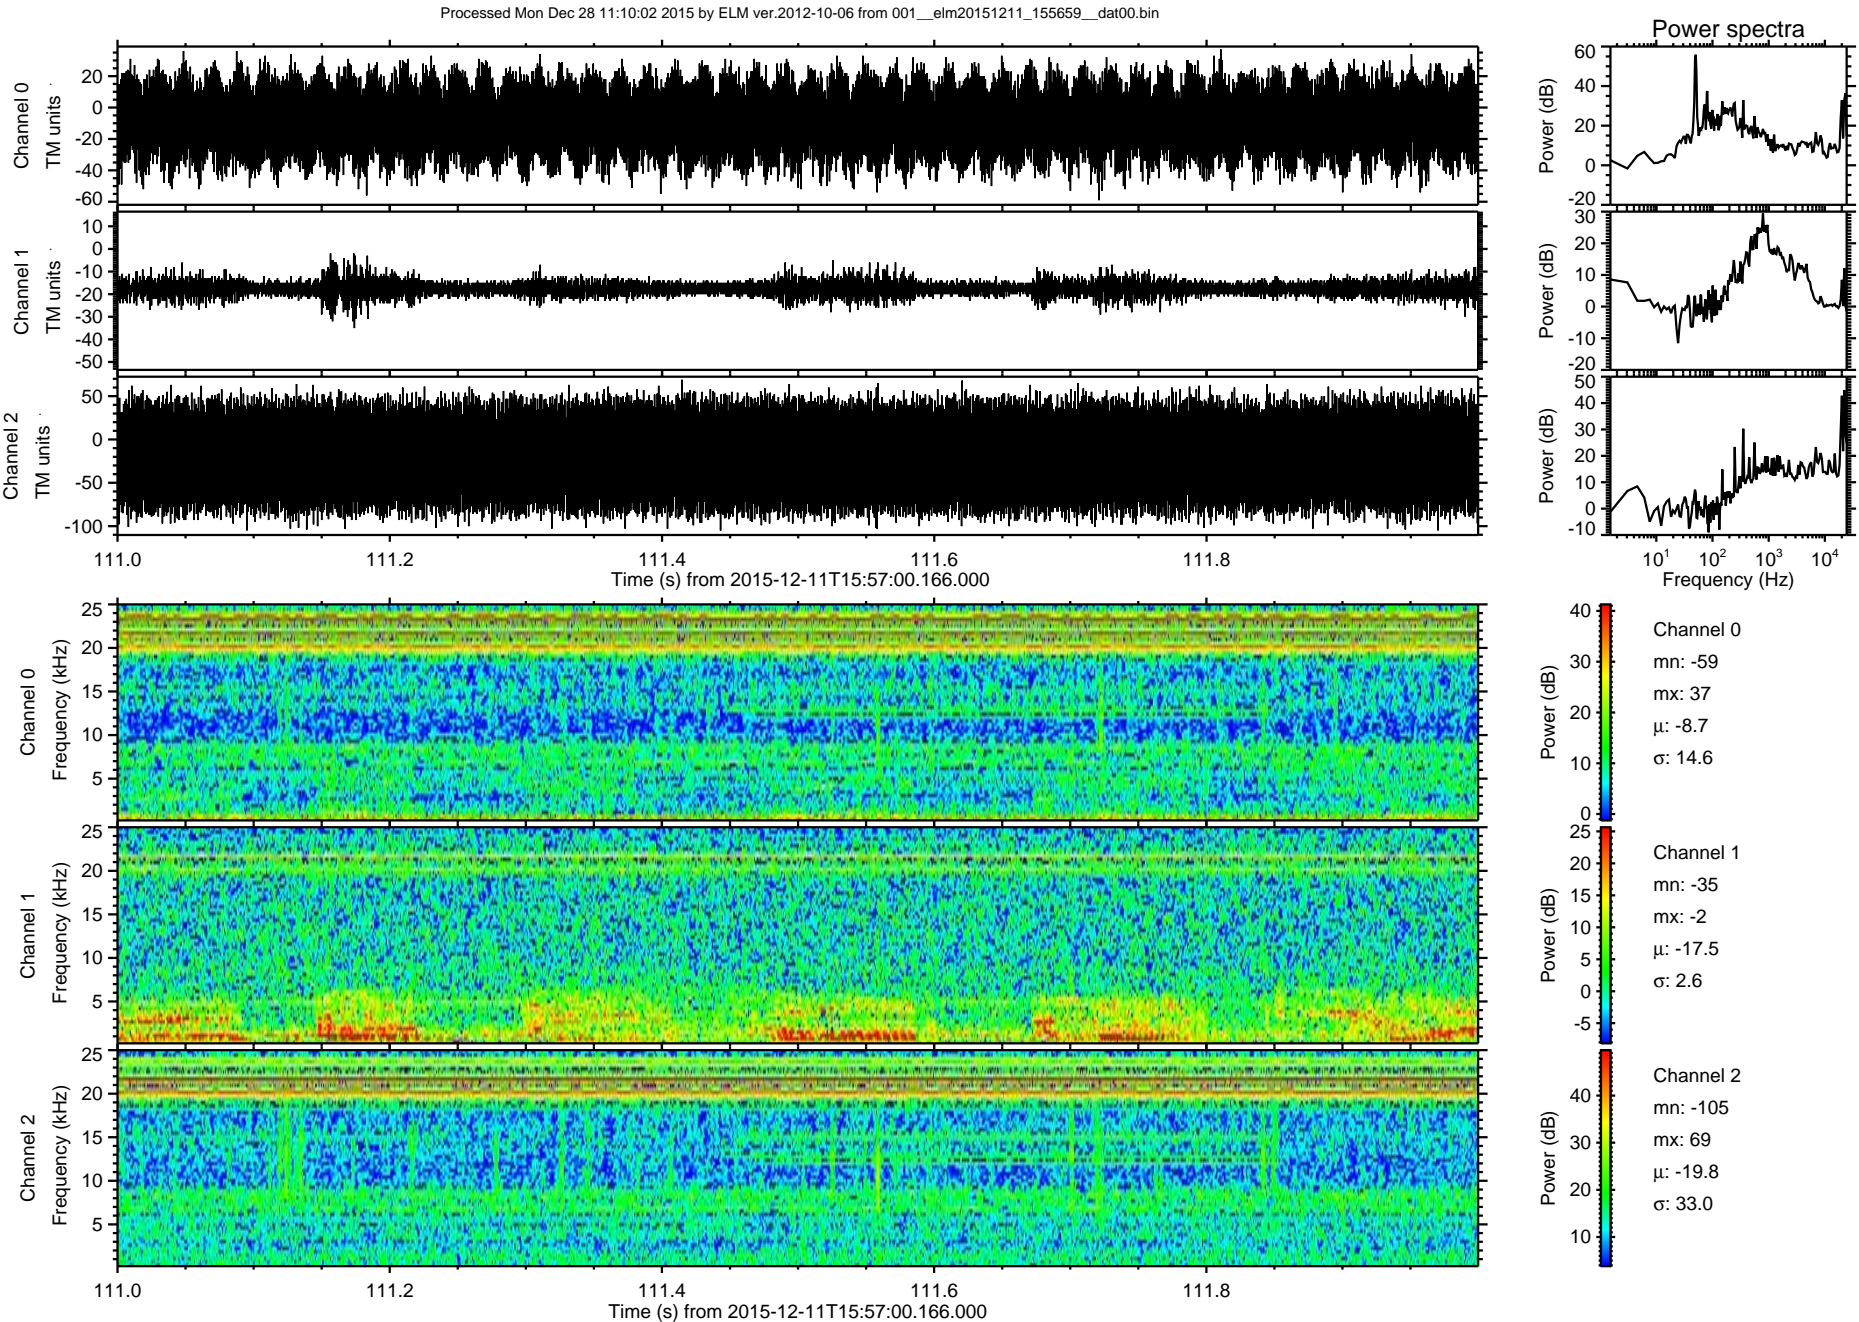 Processed Mon Dec 28 11:10:02 2015 by ELM ver.2012-10-06 from 001__elm20151211_155659__dat00.bin
Power spectra
Channel 0
TM units
20
0
-20
-40
-60
Power (dB)
60
40
20
0
-20
Channel 1
TM units
10
0
-10
-20
-30
-40
-50
Power (dB)
30
20
10
0
-10
-20
Channel 2
TM units
50
0
-50
-100
Power (dB)
50
40
30
20
10
0
-10
111.0 111.2 111.4 111.6 111.8
Time (s) from 2015-12-11T15:57:00.166.000
10¹ 10² 10³ 10⁴
Frequency (Hz)
Channel 0
Frequency (kHz)
25
20
15
10
5
Power (dB)
40
30
20
10
0
Channel 0
mn: -59
mx: 37
μ: -8.7
σ: 14.6
Channel 1
Frequency (kHz)
25
20
15
10
5
Power (dB)
25
20
15
10
5
0
-5
Channel 1
mn: -35
mx: -2
μ: -17.5
σ: 2.6
Channel 2
Frequency (kHz)
25
20
15
10
5
Power (dB)
40
30
20
10
Channel 2
mn: -105
mx: 69
μ: -19.8
σ: 33.0
111.0 111.2 111.4 111.6 111.8
Time (s) from 2015-12-11T15:57:00.166.000